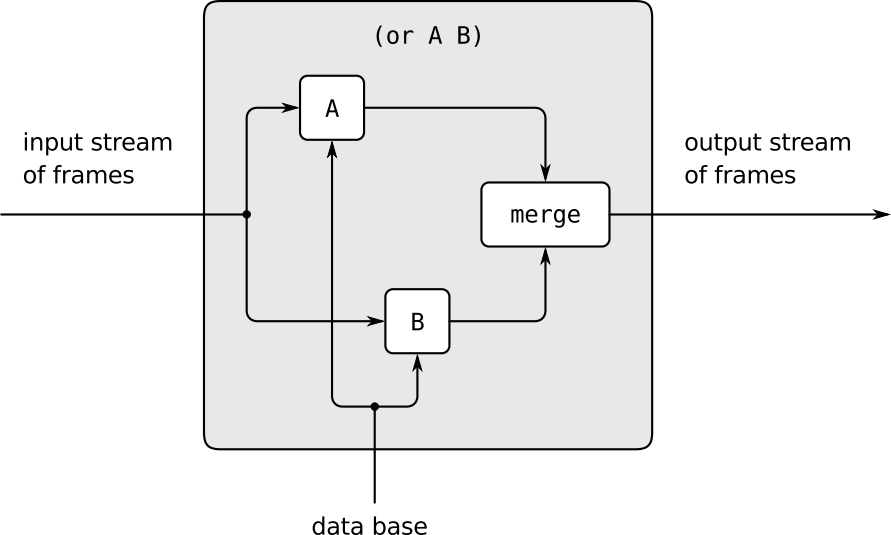 (or A B)
A
input stream
of frames
output stream
of frames
merge
B
data base